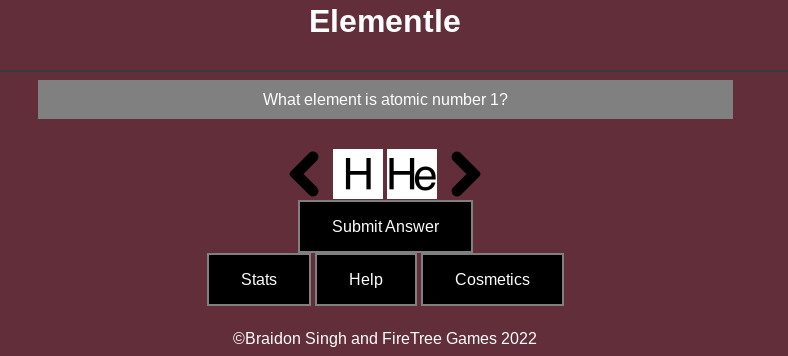 Elementle
What element is atomic number 1?
H He
Submit Answer
Stats Help Cosmetics
©Braidon Singh and FireTree Games 2022